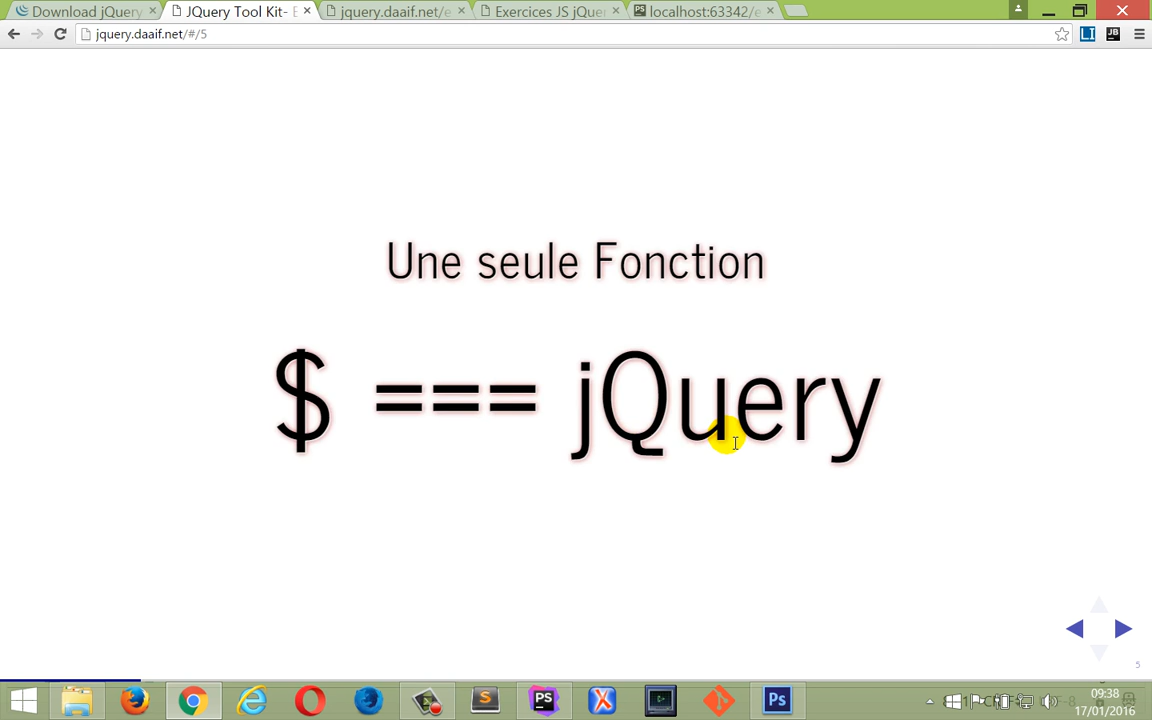 Download jQuery
JQuery Tool Kit- E
jquery.daaif.net/e
Exercices JS jQue
localhost:63342/e
jquery.daaif.net/#/5
Une seule Fonction
$ === jQuery
5
09:38
17/01/2016